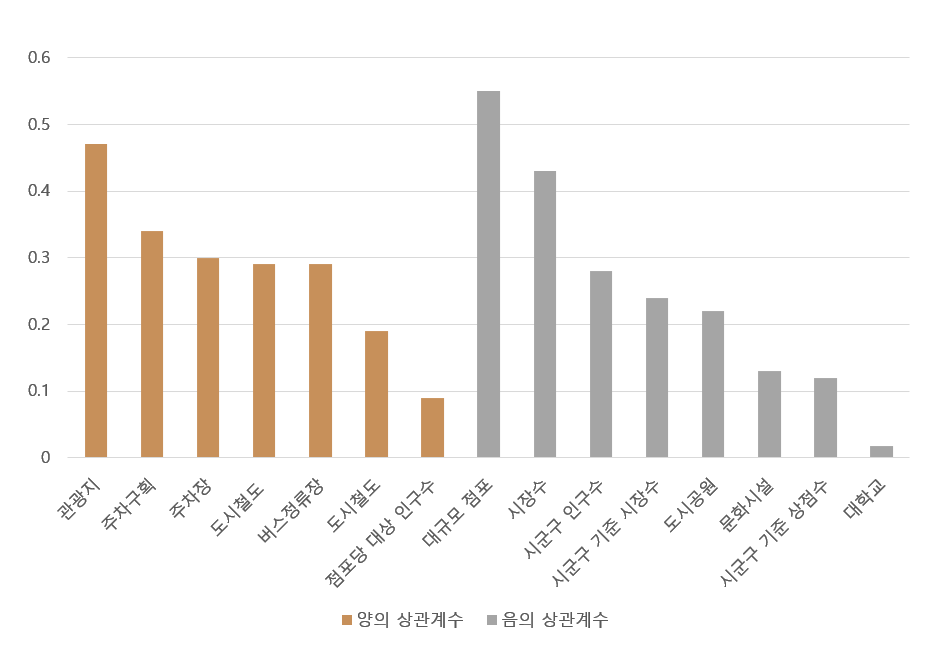 0.6
0.5
0.4
0.3
0.2
0.1
0
관광지
주차구획
주차장
도시철도
버스정류장
도시철도
점포당 대상 인구수
대규모 점포
시장수
시군구 인구수
시군구 기준 시장수
도시공원
문화시설
시군구 기준 상점수
대학교
양의 상관계수
음의 상관계수